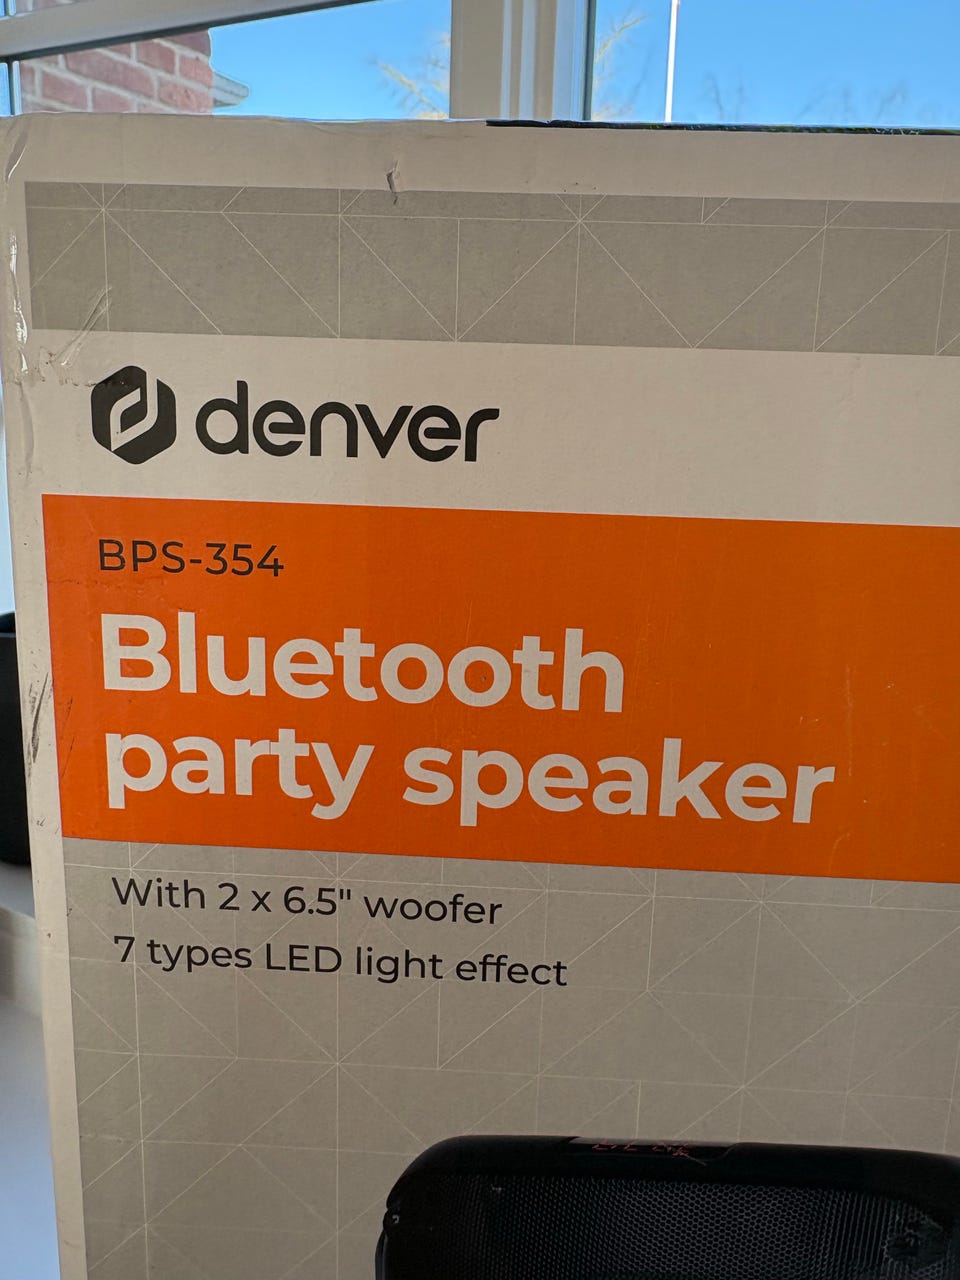 denver
BPS-354
Bluetooth
party speaker
With 2 x 6.5" woofer
7 types LED light effect